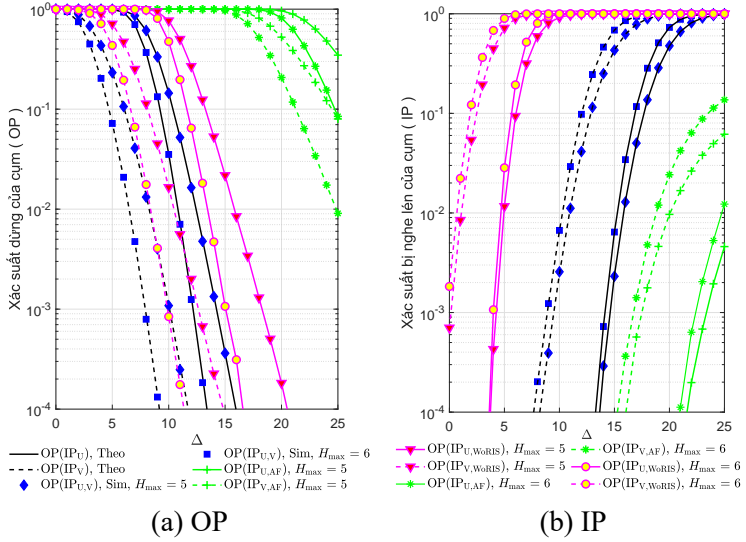 10^0
10^-1
10^-2
10^-3
10^-4
0 5 10 15 20 25
Xác suất dừng của cụm ( OP )
Δ
OP(IP_U), Theo
OP(IP_V), Theo
OP(IP_U,V), Sim, H_max = 5
OP(IP_U,V), Sim, H_max = 6
OP(IP_U,AF), H_max = 5
OP(IP_V,AF), H_max = 5
(a) OP
10^0
10^-1
10^-2
10^-3
10^-4
0 5 10 15 20 25
Xác suất bị nghe lén của cụm ( IP )
Δ
OP(IP_U,WoRIS), H_max = 5
OP(IP_V,WoRIS), H_max = 5
OP(IP_U,AF), H_max = 6
OP(IP_V,AF), H_max = 6
OP(IP_U,WoRIS), H_max = 6
OP(IP_V,WoRIS), H_max = 6
(b) IP